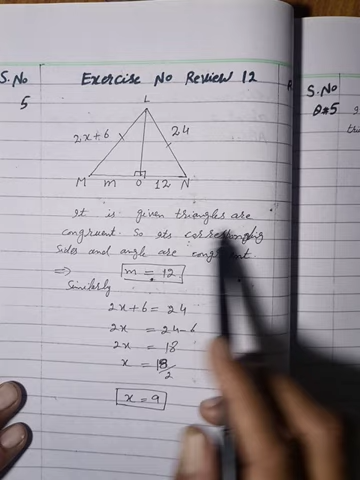 S.No
Exercise No Review 12
5
L
2x+6
24
M
m
O
12
N
It is given triangles are
congruent. So its corresponding
sides and angle are congruent.
⇒ m = 12
Similarly
2x+6 = 24
2x = 24-6
2x = 18
x = 18/2
x = 9
S.No
Q#5